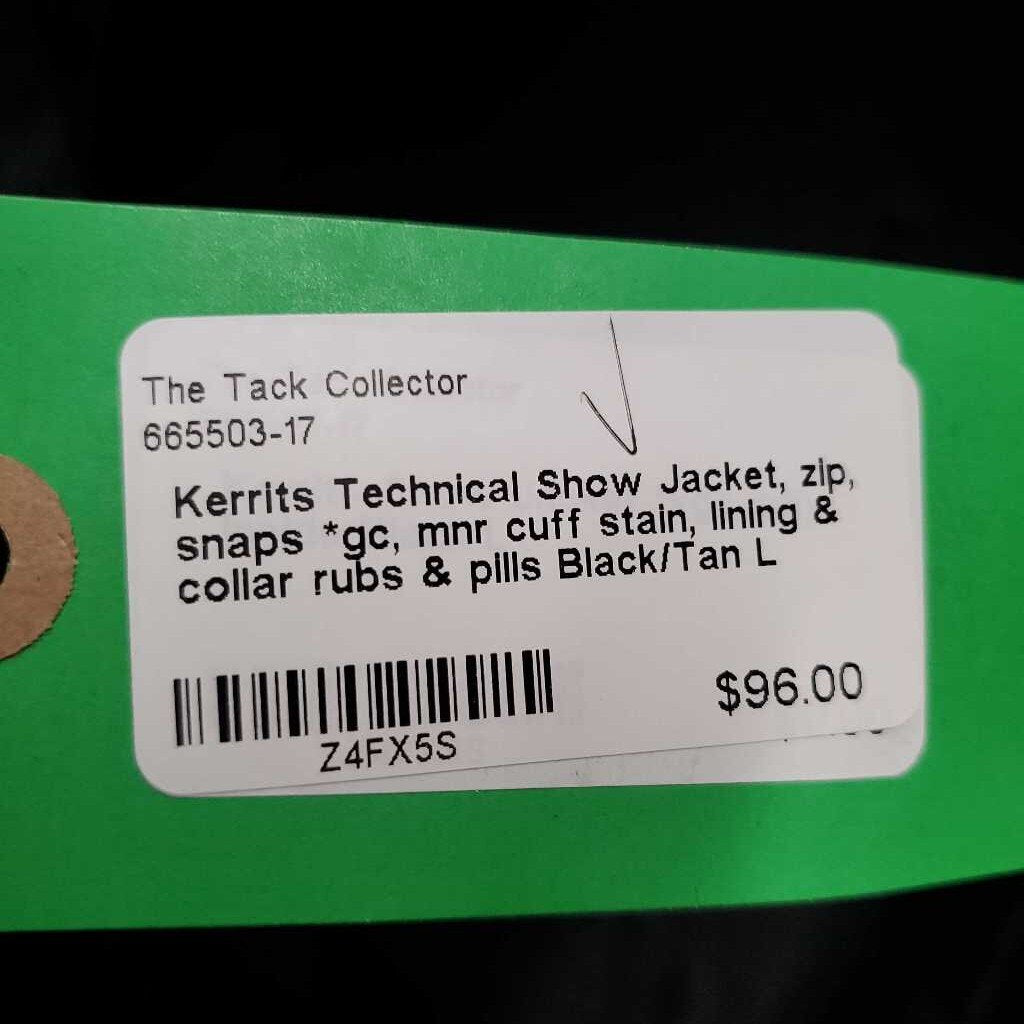 The Tack Collector
665503-17
Kerrits Technical Show Jacket, zip,
snaps *gc, mnr cuff stain, lining &
collar rubs & pills Black/Tan L
$96.00
Z4FX5S